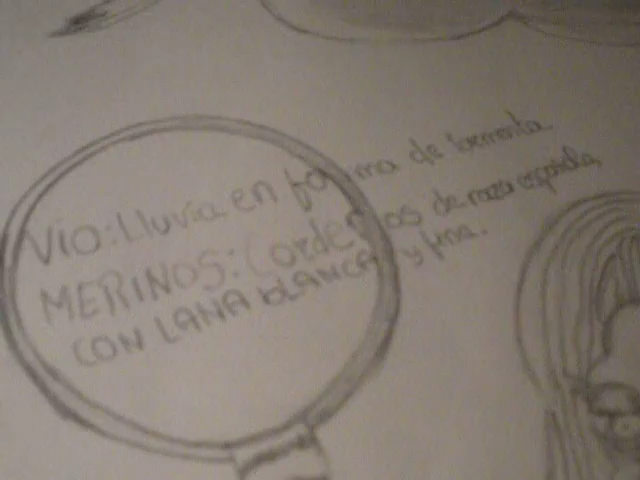 VIO: Lluvia en forma de tormenta
MERINOS: Corderos de raza española
CON LANA bLANCA y fina.